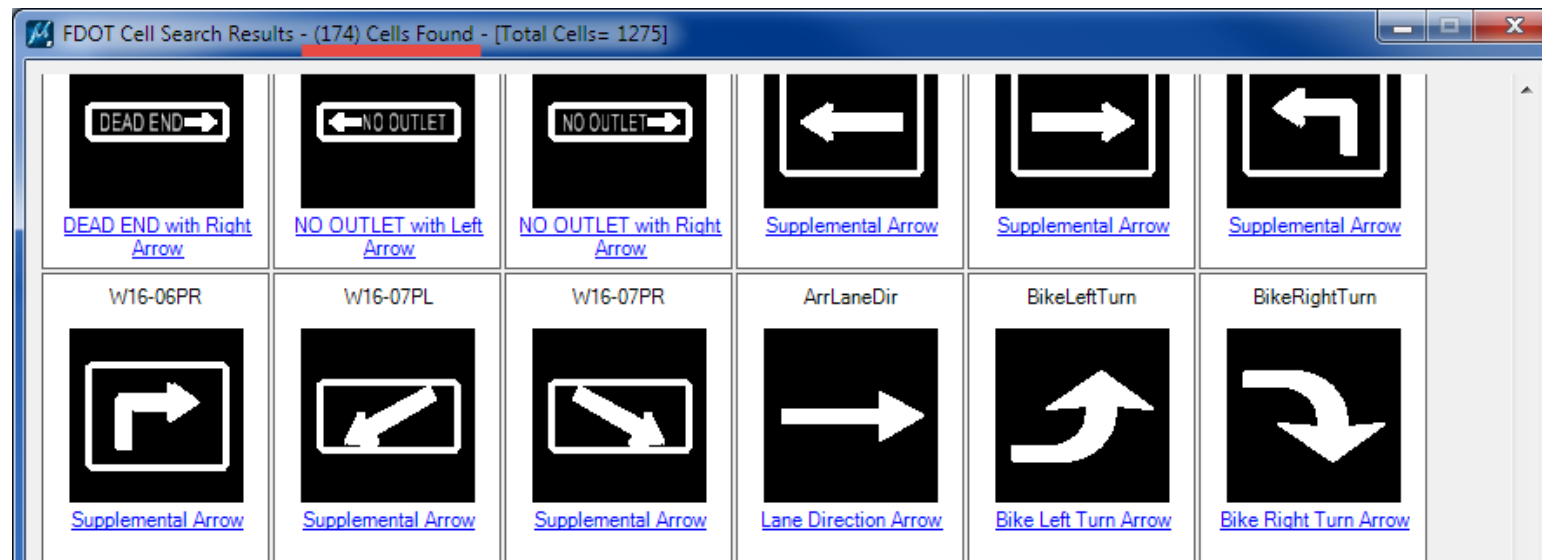 FDOT Cell Search Results - (174) Cells Found - [Total Cells= 1275]
DEAD END
NO OUTLET
NO OUTLET
DEAD END with Right
Arrow
NO OUTLET with Left
Arrow
NO OUTLET with Right
Arrow
Supplemental Arrow
Supplemental Arrow
Supplemental Arrow
W16-06PR
W16-07PL
W16-07PR
ArrLaneDir
BikeLeftTurn
BikeRightTurn
Supplemental Arrow
Supplemental Arrow
Supplemental Arrow
Lane Direction Arrow
Bike Left Turn Arrow
Bike Right Turn Arrow